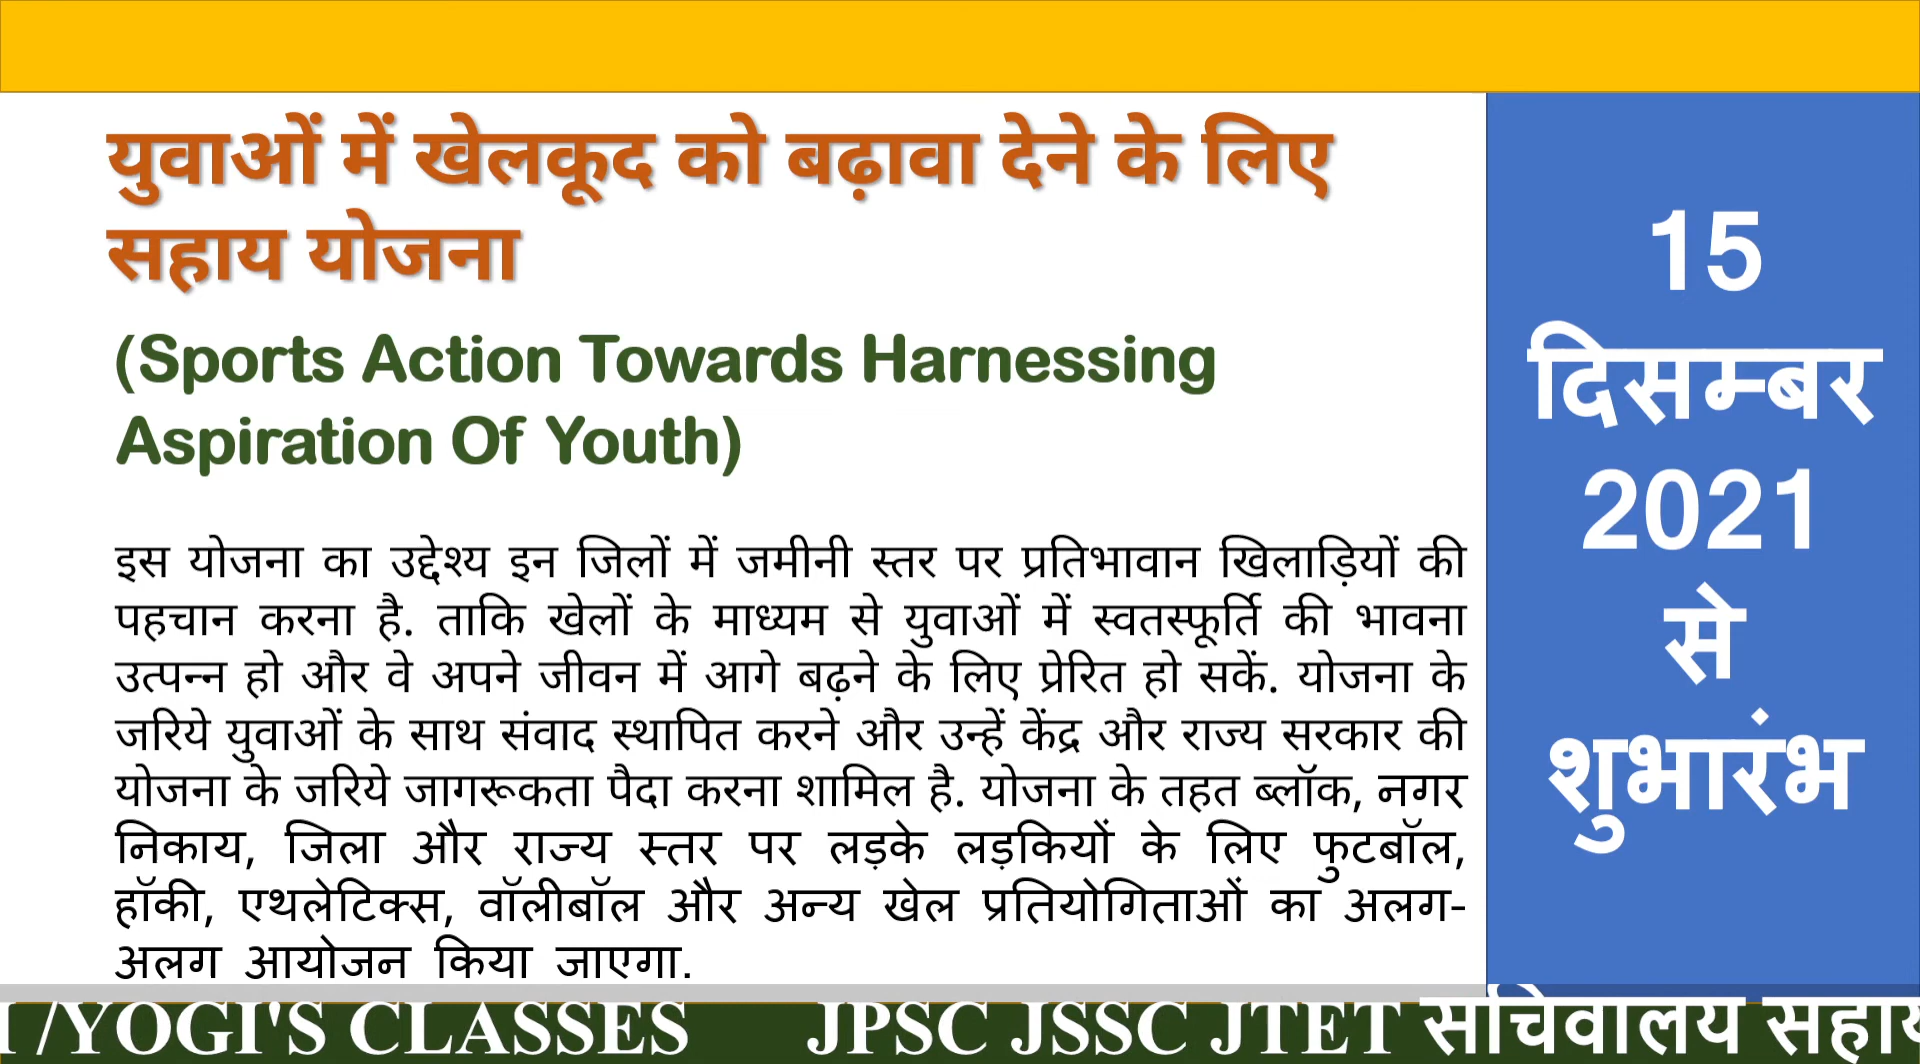 युवाओं में खेलकूद को बढ़ावा देने के लिए
सहाय योजना
(Sports Action Towards Harnessing
Aspiration Of Youth)
इस योजना का उद्देश्य इन जिलों में जमीनी स्तर पर प्रतिभावान खिलाड़ियों की
पहचान करना है. ताकि खेलों के माध्यम से युवाओं में स्वतस्फूर्ति की भावना
उत्पन्न हो और वे अपने जीवन में आगे बढ़ने के लिए प्रेरित हो सकें. योजना के
जरिये युवाओं के साथ संवाद स्थापित करने और उन्हें केंद्र और राज्य सरकार की
योजना के जरिये जागरूकता पैदा करना शामिल है. योजना के तहत ब्लॉक, नगर
निकाय, जिला और राज्य स्तर पर लड़के लड़कियों के लिए फुटबॉल,
हॉकी, एथलेटिक्स, वॉलीबॉल और अन्य खेल प्रतियोगिताओं का अलग-
अलग आयोजन किया जाएगा.
15
दिसम्बर
2021
से
शुभारंभ
/YOGI'S CLASSES JPSC JSSC JTET सचिवालय